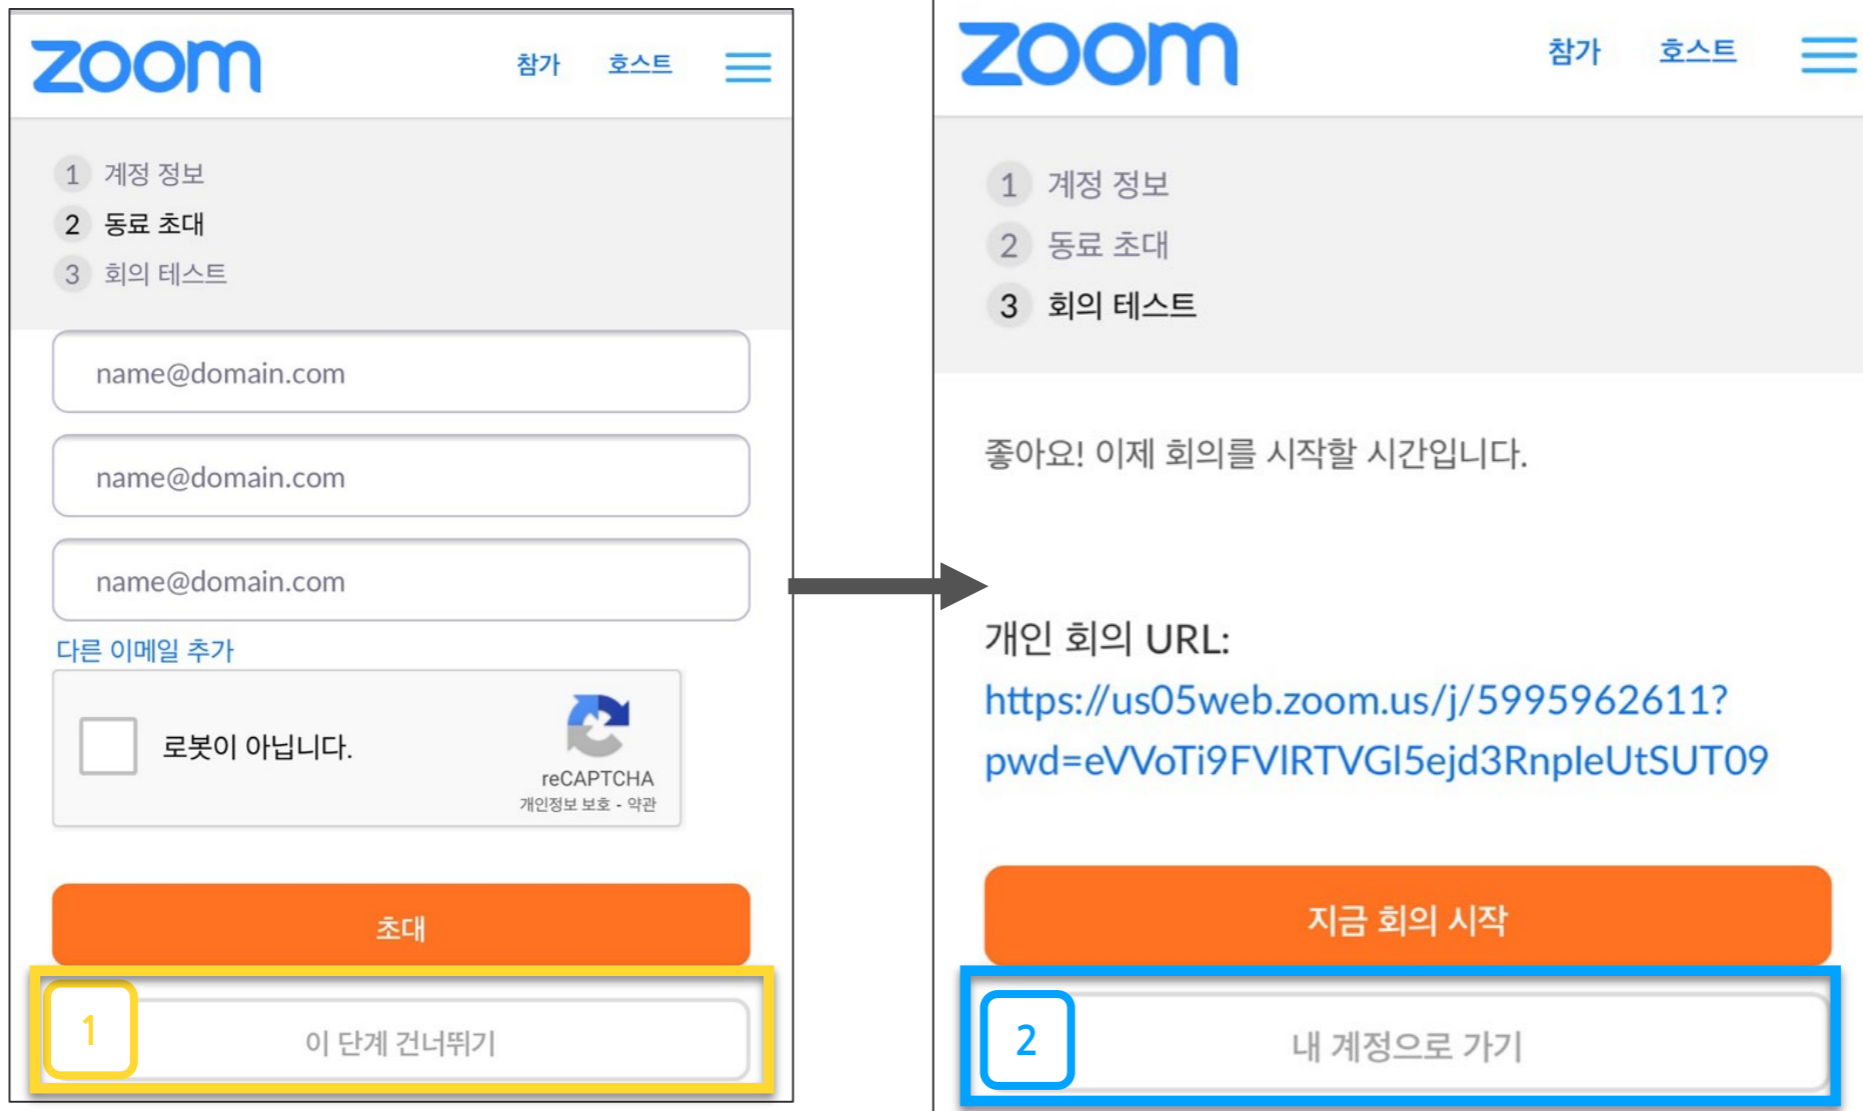 zoom 참가 호스트
1 계정 정보
2 동료 초대
3 회의 테스트
name@domain.com
name@domain.com
name@domain.com
다른 이메일 추가
로봇이 아닙니다.
reCAPTCHA
개인정보 보호 - 약관
초대
1
이 단계 건너뛰기
zoom 참가 호스트
1 계정 정보
2 동료 초대
3 회의 테스트
좋아요! 이제 회의를 시작할 시간입니다.
개인 회의 URL:
https://us05web.zoom.us/j/5995962611?
pwd=eVVoTi9FVlRTVGl5ejd3RnpleUtSUT09
지금 회의 시작
2
내 계정으로 가기